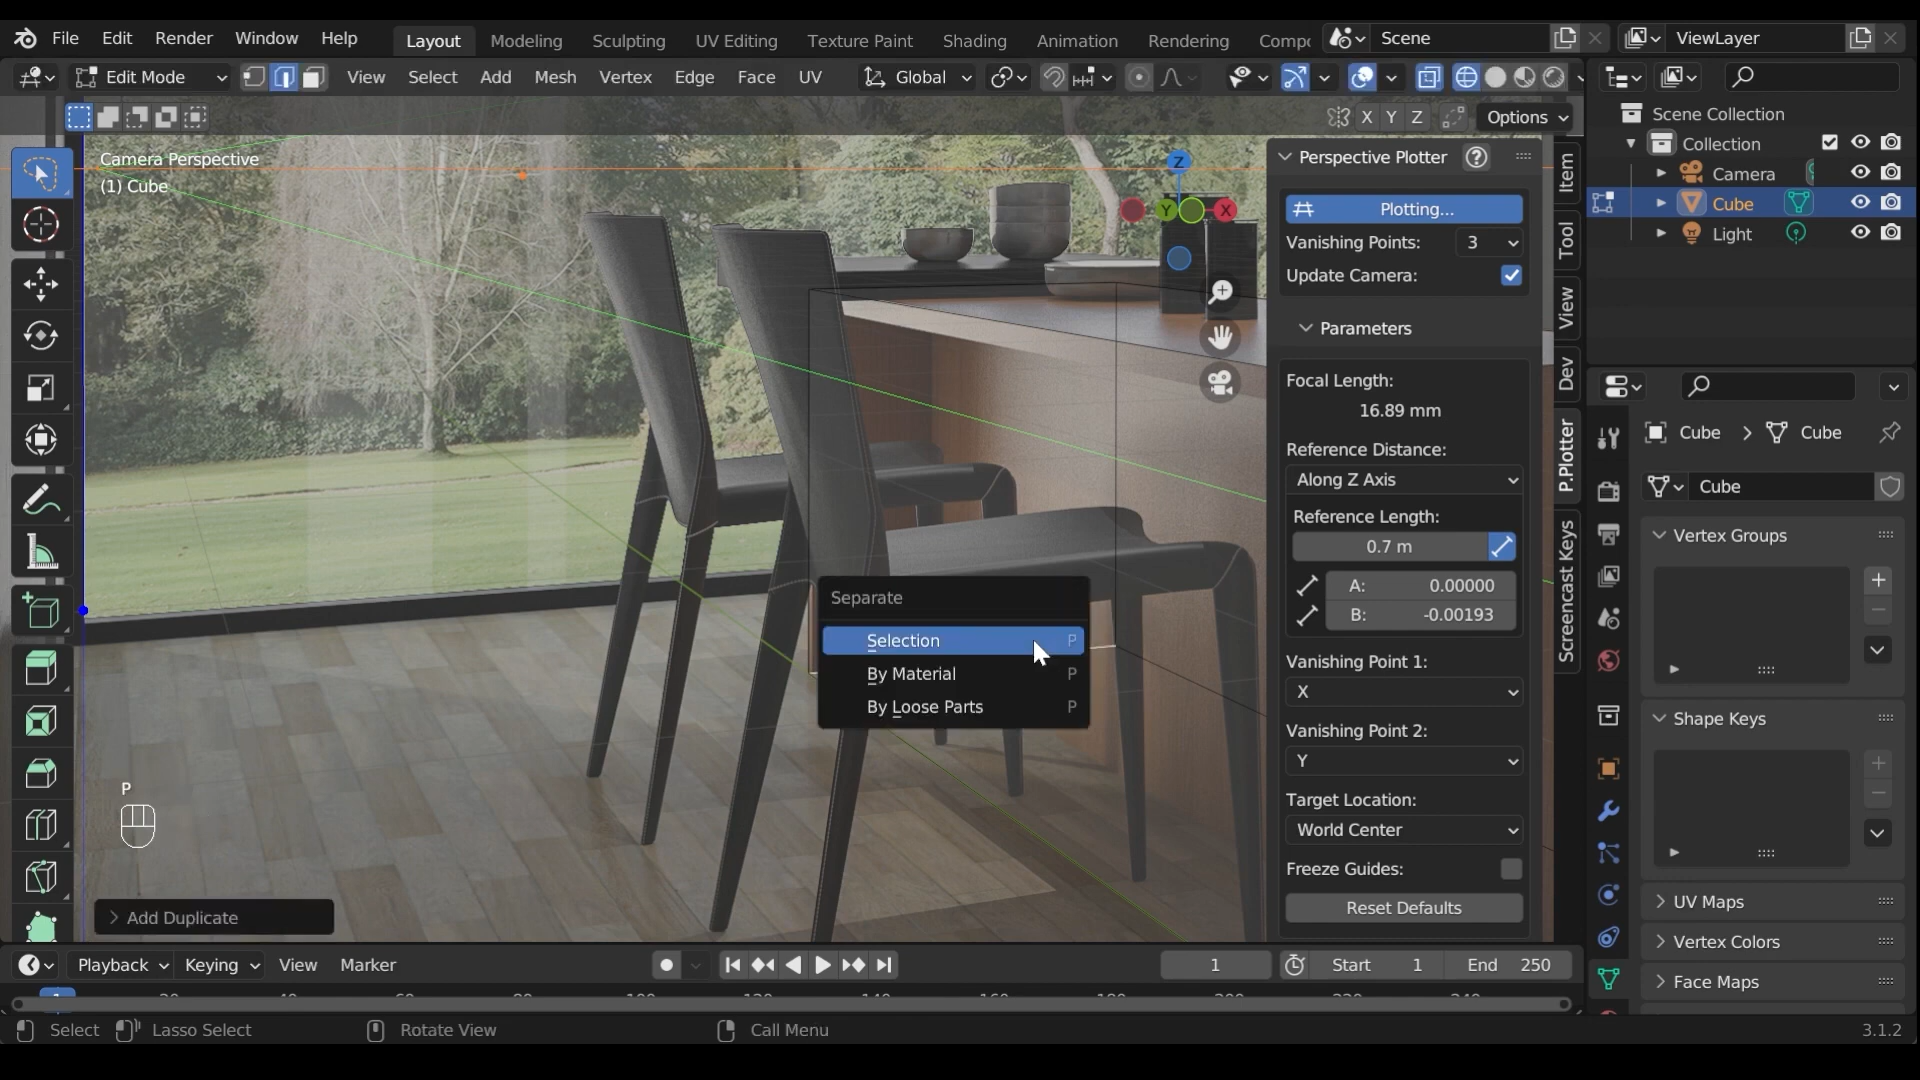 File Edit Render Window Help Layout Modeling Sculpting UV Editing Texture Paint Shading Animation Rendering Compo Scene ViewLayer
Edit Mode View Select Add Mesh Vertex Edge Face UV Global
X Y Z Options
Camera Perspective
(1) Cube
Z
Y
X
Perspective Plotter
Plotting...
Vanishing Points: 3
Update Camera:
Parameters
Focal Length:
16.89 mm
Reference Distance:
Along Z Axis
Reference Length:
0.7 m
A: 0.00000
B: -0.00193
Vanishing Point 1:
X
Vanishing Point 2:
Y
Target Location:
World Center
Freeze Guides:
Reset Defaults
Item
Tool
View
Dev
P.Plotter
Screencast Keys
Separate
Selection P
By Material P
By Loose Parts P
P
Add Duplicate
Scene Collection
Collection
Camera
Cube
Light
Cube > Cube
Cube
Vertex Groups
Shape Keys
UV Maps
Vertex Colors
Face Maps
Playback Keying View Marker 1 Start 1 End 250
Select Lasso Select Rotate View Call Menu 3.1.2